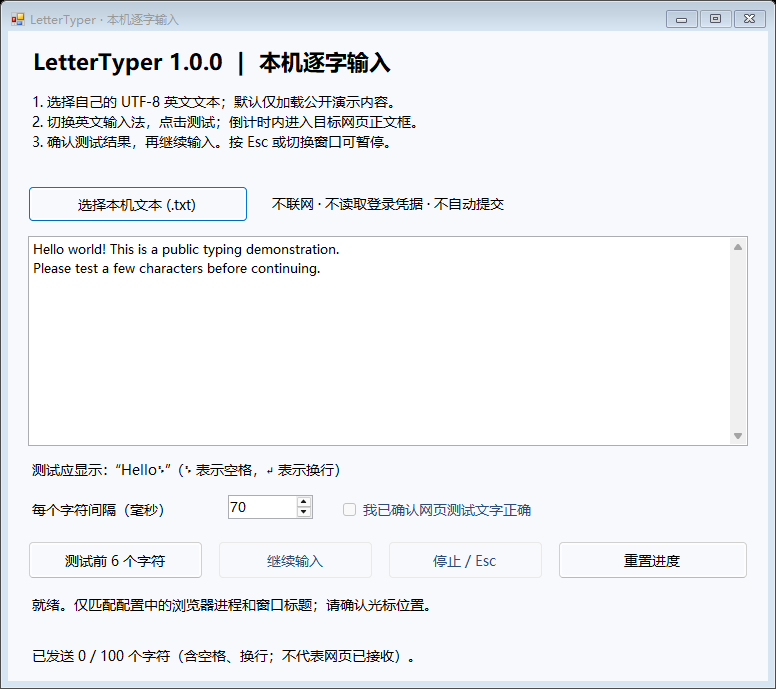 LetterTyper · 本机逐字输入
LetterTyper 1.0.0 | 本机逐字输入
1. 选择自己的 UTF-8 英文文本；默认仅加载公开演示内容。
2. 切换英文输入法，点击测试；倒计时内进入目标网页正文框。
3. 确认测试结果，再继续输入。按 Esc 或切换窗口可暂停。
选择本机文本 (.txt) 不联网 · 不读取登录凭据 · 不自动提交
Hello world! This is a public typing demonstration.
Please test a few characters before continuing.
测试应显示：“Hello␠”（␠ 表示空格，↵ 表示换行）
每个字符间隔（毫秒） 70 我已确认网页测试文字正确
测试前 6 个字符 继续输入 停止 / Esc 重置进度
就绪。仅匹配配置中的浏览器进程和窗口标题；请确认光标位置。
已发送 0 / 100 个字符（含空格、换行；不代表网页已接收）。